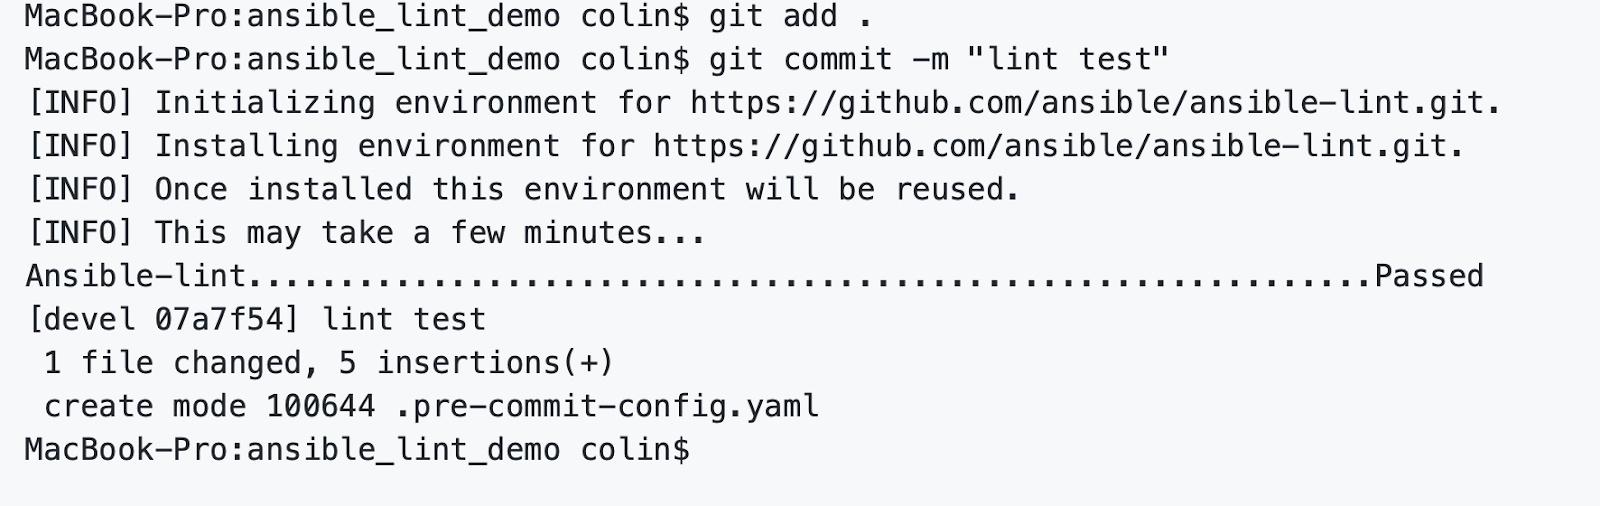 MacBook-Pro:ansible_lint_demo colin$ git add .
MacBook-Pro:ansible_lint_demo colin$ git commit -m "lint test"
[INFO] Initializing environment for https://github.com/ansible/ansible-lint.git.
[INFO] Installing environment for https://github.com/ansible/ansible-lint.git.
[INFO] Once installed this environment will be reused.
[INFO] This may take a few minutes...
Ansible-lint.............................................................Passed
[devel 07a7f54] lint test
 1 file changed, 5 insertions(+)
 create mode 100644 .pre-commit-config.yaml
MacBook-Pro:ansible_lint_demo colin$